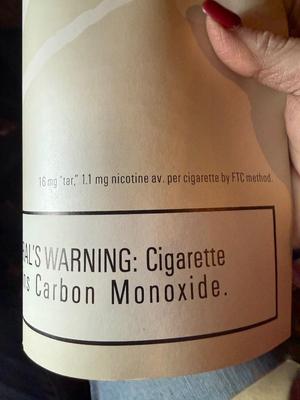 16 mg "tar," 1.1 mg nicotine av. per cigarette by FTC method.
AL'S WARNING: Cigarette
ns Carbon Monoxide.